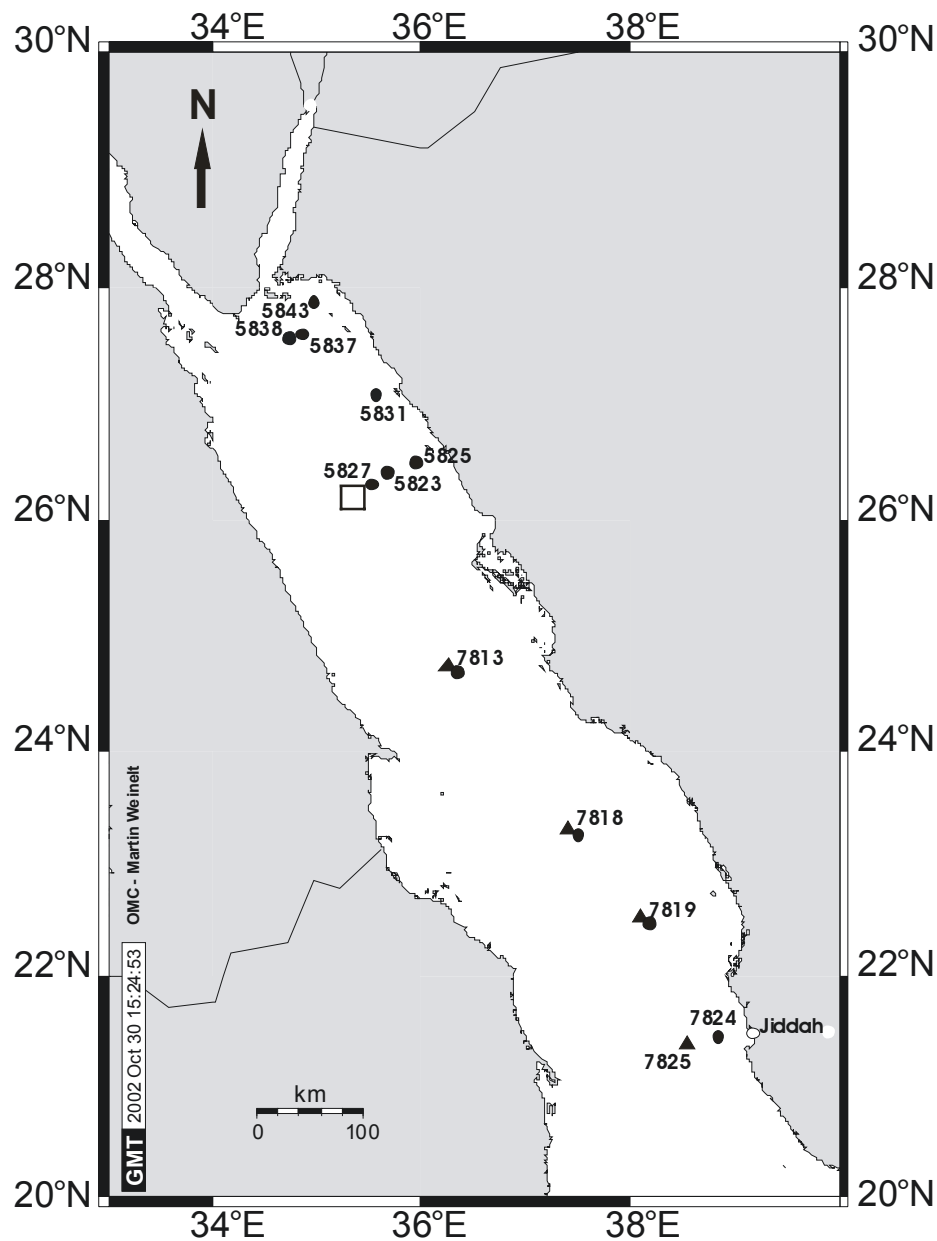 34°E 36°E 38°E
30°N 30°N
N
28°N 28°N
5843
5838
5837
5831
5825
5827
5823
26°N 26°N
7813
24°N 24°N
7818
7819
22°N 22°N
7824
Jiddah
7825
km
0 100
OMC - Martin Weinelt
GMT 2002 Oct 30 15:24:53
20°N 20°N
34°E 36°E 38°E